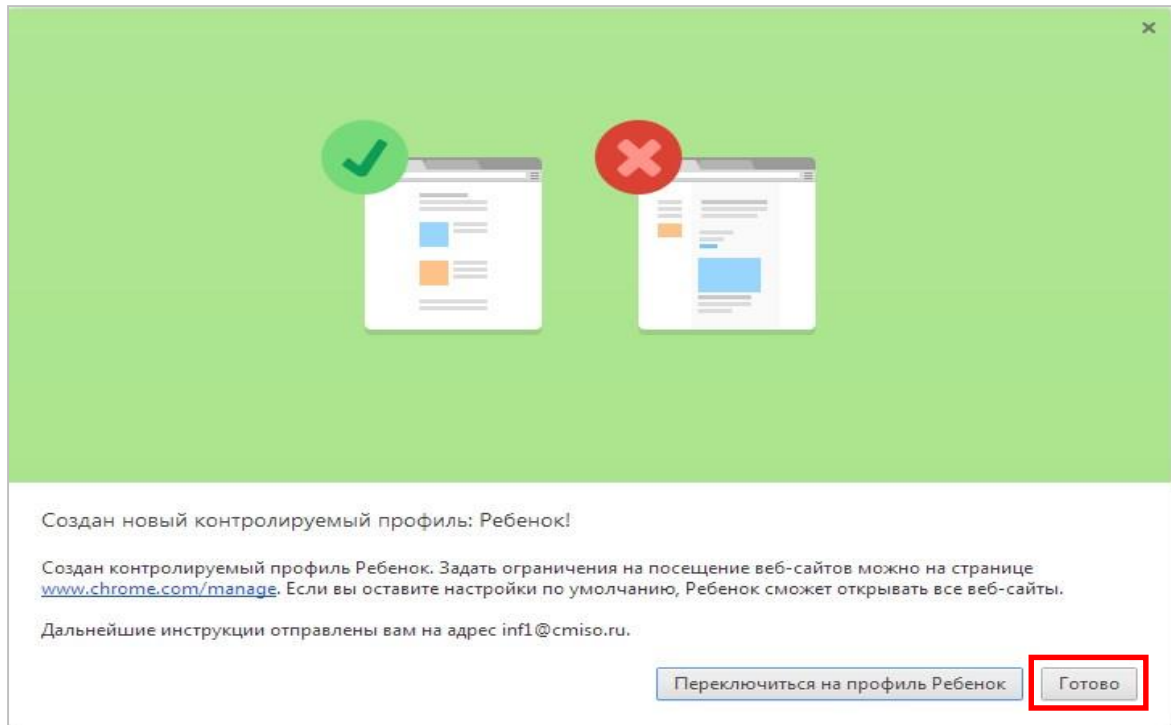 Создан новый контролируемый профиль: Ребенок!
Создан контролируемый профиль Ребенок. Задать ограничения на посещение веб-сайтов можно на странице
www.chrome.com/manage. Если вы оставите настройки по умолчанию, Ребенок сможет открывать все веб-сайты.
Дальнейшие инструкции отправлены вам на адрес inf1@cmiso.ru.
Переключиться на профиль Ребенок
Готово